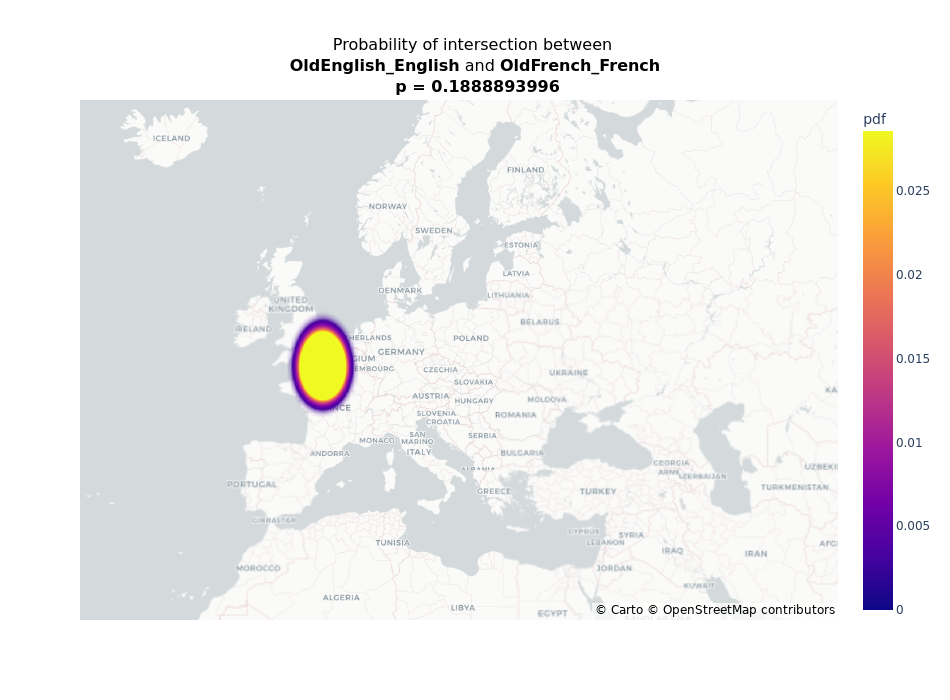 Probability of intersection between
OldEnglish_English and OldFrench_French
p = 0.1888893996
pdf
0.025
0.02
0.015
0.01
0.005
0
ICELAND
FINLAND
NORWAY
SWEDEN
ESTONIA
LATVIA
DENMARK
LITHUANIA
UNITED
KINGDOM
BELARUS
IRELAND
HERLANDS
POLAND
GERMANY
GIUM
EMBOURG
CZECHIA
UKRAINE
SLOVAKIA
KA
AUSTRIA
HUNGARY
MOLDOVA
NCE
SLOVENIA
ROMANIA
CROATIA
SAN
MARINO
MONACO
SERBIA
ANDORRA
ITALY
BULGARIA
GEORGIA
UZBEKI
ALBANIA
ARME
AZERBAIJAN
PORTUGAL
GREECE
TURKEY
TURKMENISTAN
GIBRALTAR
CYPRUS
SYRIA
TUNISIA
LEBANON
AFG
IRAQ
IRAN
MOROCCO
JORDAN
KUWAIT
ALGERIA
LIBYA
EGYPT
SAUDI ARABIA
© Carto © OpenStreetMap contributors